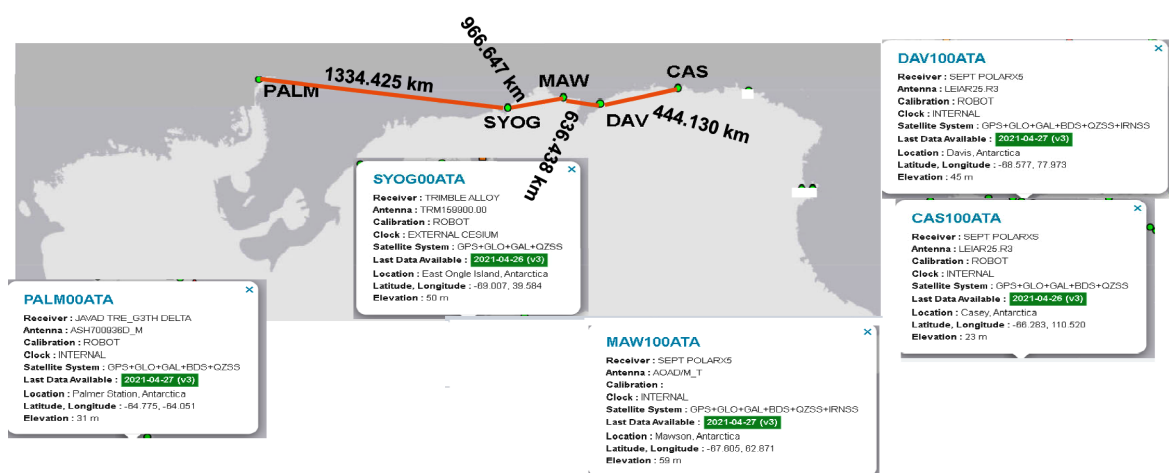 966.647 km
1334.425 km
PALM
SYOG
MAW
636.438 km
DAV
CAS
444.130 km
DAV100ATA
Receiver : SEPT POLARX5
Antenna : LEIAR25.R3
Calibration : ROBOT
Clock : INTERNAL
Satellite System : GPS+GLO+GAL+BDS+QZSS+IRNSS
Last Data Available : 2021-04-27 (v3)
Location : Davis, Antarctica
Latitude, Longitude : -68.577, 77.973
Elevation : 45 m
SYOG00ATA
Receiver : TRIMBLE ALLOY
Antenna : TRM159900.00
Calibration : ROBOT
Clock : EXTERNAL CESIUM
Satellite System : GPS+GLO+GAL+QZSS
Last Data Available : 2021-04-26 (v3)
Location : East Ongle Island, Antarctica
Latitude, Longitude : -69.007, 39.584
Elevation : 50 m
CAS100ATA
Receiver : SEPT POLARX5
Antenna : LEIAR25.R3
Calibration : ROBOT
Clock : INTERNAL
Satellite System : GPS+GLO+GAL+BDS+QZSS
Last Data Available : 2021-04-26 (v3)
Location : Casey, Antarctica
Latitude, Longitude : -66.283, 110.520
Elevation : 23 m
PALM00ATA
Receiver : JAVAD TRE_G3TH DELTA
Antenna : ASH700936D_M
Calibration : ROBOT
Clock : INTERNAL
Satellite System : GPS+GLO+GAL+BDS+QZSS
Last Data Available : 2021-04-27 (v3)
Location : Palmer Station, Antarctica
Latitude, Longitude : -64.775, -64.051
Elevation : 31 m
MAW100ATA
Receiver : SEPT POLARX5
Antenna : AOAD/M_T
Calibration :
Clock : INTERNAL
Satellite System : GPS+GLO+GAL+BDS+QZSS+IRNSS
Last Data Available : 2021-04-27 (v3)
Location : Mawson, Antarctica
Latitude, Longitude : -67.605, 62.871
Elevation : 59 m